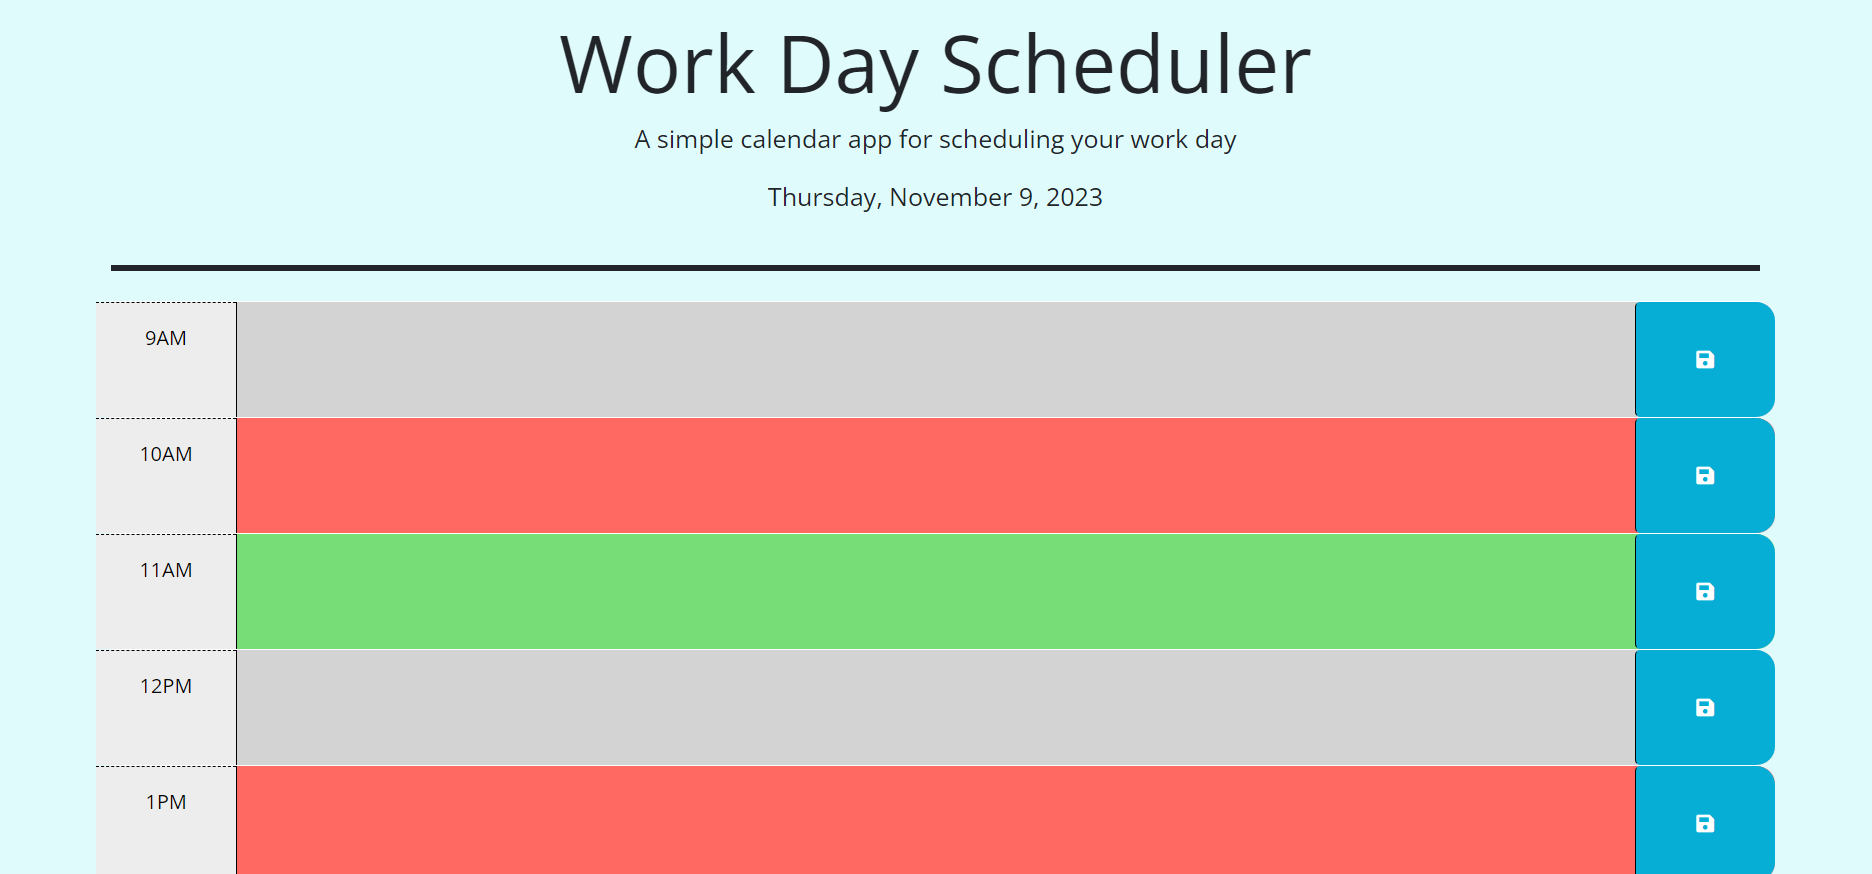 Work Day Scheduler
A simple calendar app for scheduling your work day
Thursday, November 9, 2023
9AM
10AM
11AM
12PM
1PM